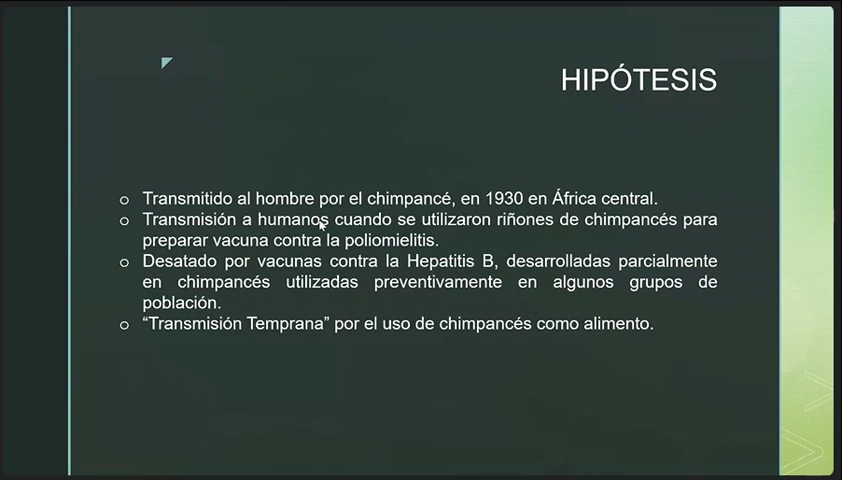 HIPÓTESIS
o Transmitido al hombre por el chimpancé, en 1930 en África central.
o Transmisión a humanos cuando se utilizaron riñones de chimpancés para
preparar vacuna contra la poliomielitis.
o Desatado por vacunas contra la Hepatitis B, desarrolladas parcialmente
en chimpancés utilizadas preventivamente en algunos grupos de
población.
o “Transmisión Temprana” por el uso de chimpancés como alimento.